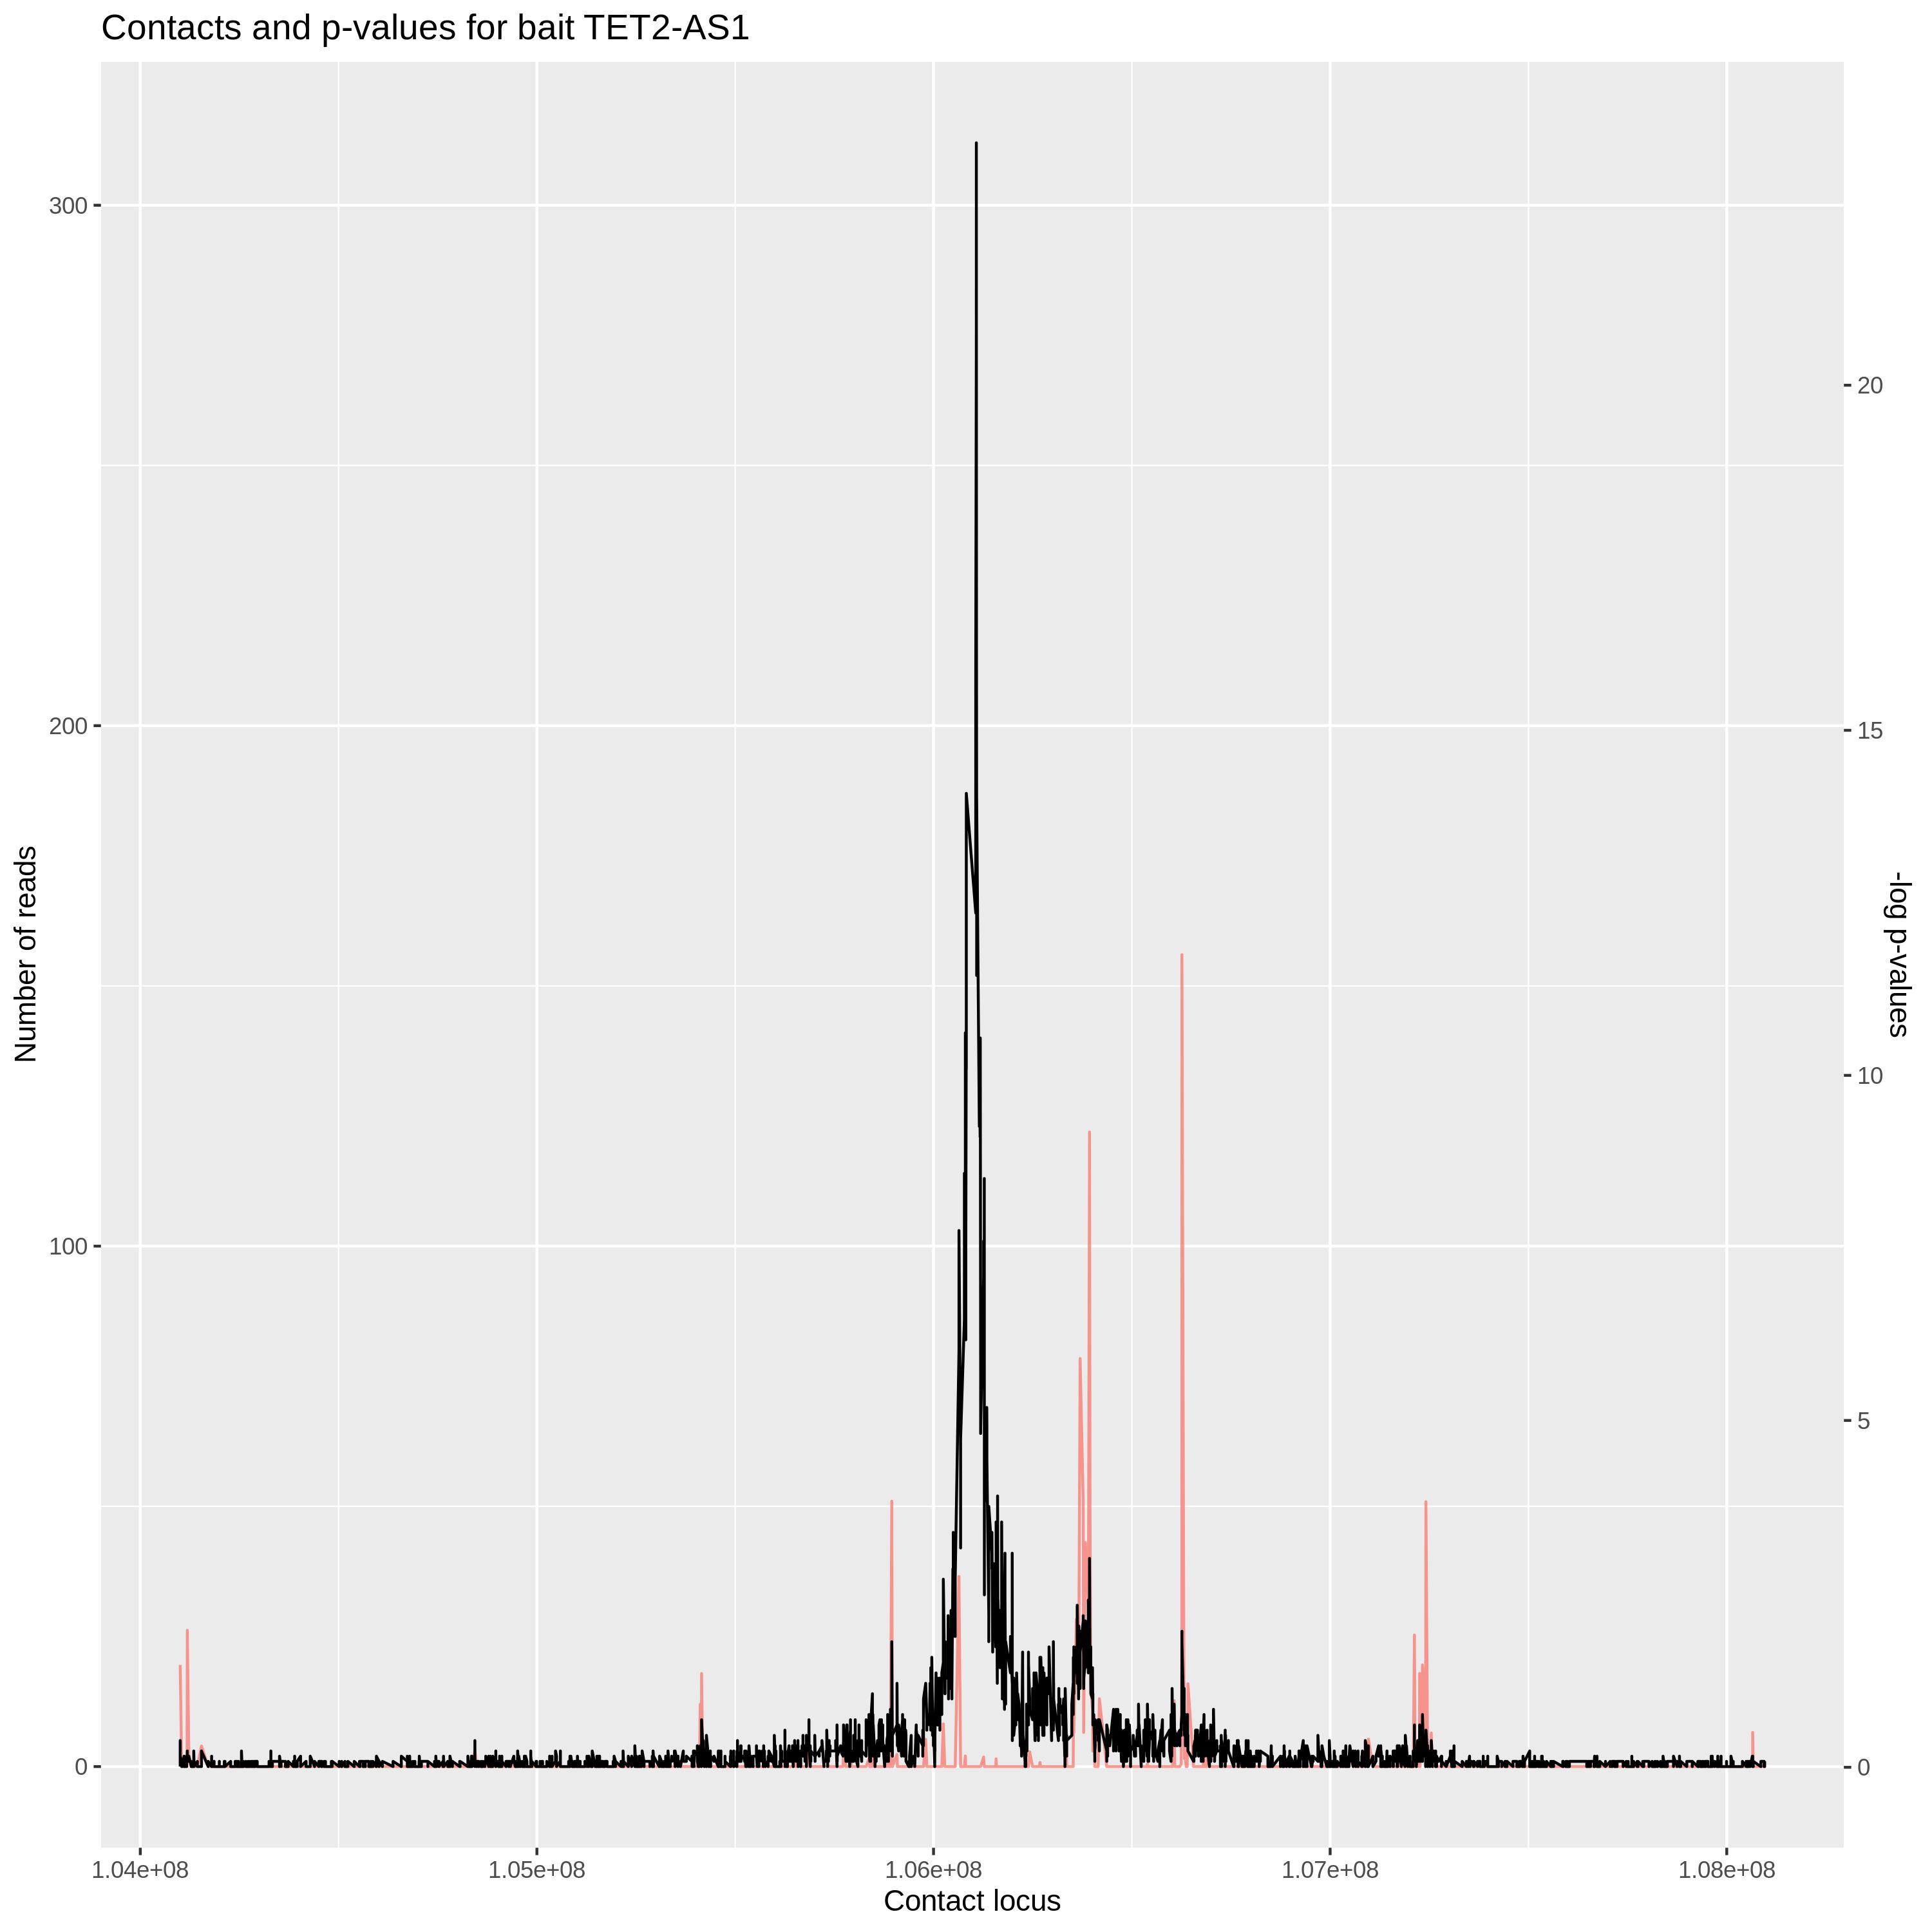 Contacts and p-values for bait TET2-AS1
300
200
100
0
Number of reads
20
15
10
5
0
-log p-values
1.04e+08
1.05e+08
1.06e+08
1.07e+08
1.08e+08
Contact locus